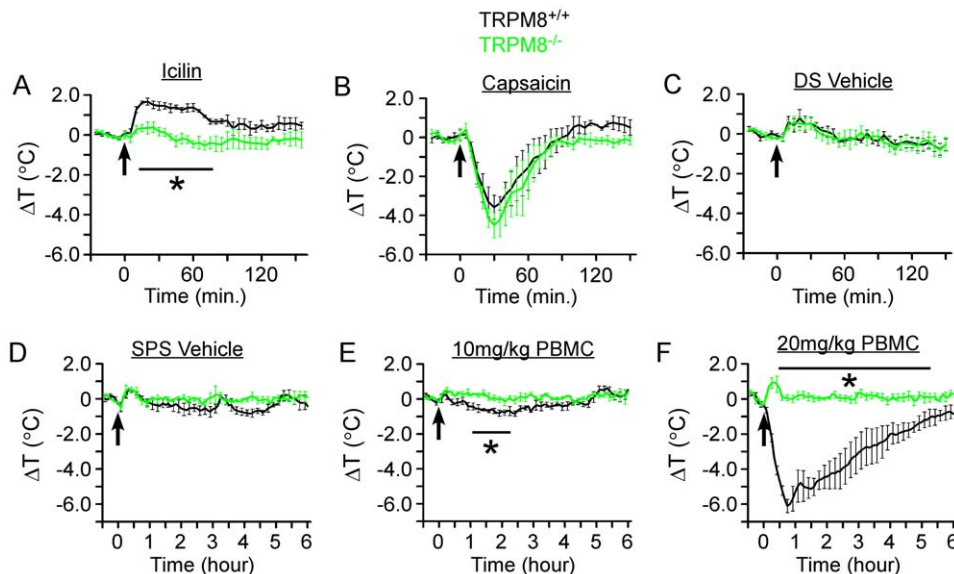 TRPM8+/+
TRPM8-/-
A
Icilin
2.0
0
-2.0
-4.0
-6.0
ΔT (°C)
*
0 60 120
Time (min.)
B
Capsaicin
2.0
0
-2.0
-4.0
-6.0
ΔT (°C)
0 60 120
Time (min.)
C
DS Vehicle
2.0
0
-2.0
-4.0
-6.0
ΔT (°C)
0 60 120
Time (min.)
D
SPS Vehicle
2.0
0
-2.0
-4.0
-6.0
ΔT (°C)
0 1 2 3 4 5 6
Time (hour)
E
10mg/kg PBMC
2.0
0
-2.0
-4.0
-6.0
ΔT (°C)
*
0 1 2 3 4 5 6
Time (hour)
F
20mg/kg PBMC
2.0
0
-2.0
-4.0
-6.0
ΔT (°C)
*
0 1 2 3 4 5 6
Time (hour)